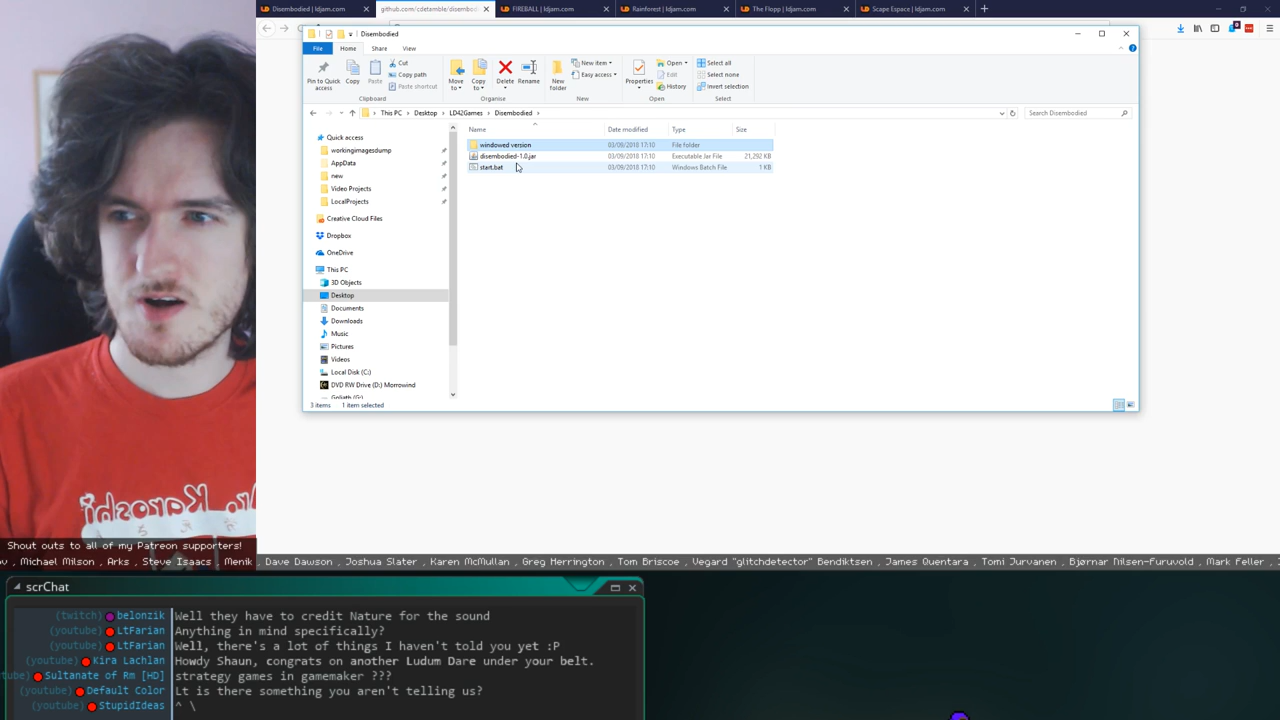 Disembodied | ldjam.com
github.com/cdetemble/disembod
FIREBALL | ldjam.com
Rainforest | ldjam.com
The Flopp | ldjam.com
Scape Espace | ldjam.com
Disembodied
File
Home
Share
View
Pin to Quick access
Copy
Paste
Cut
Copy path
Paste shortcut
Move to
Copy to
Delete
Rename
New folder
New item
Easy access
Properties
Open
Edit
History
Select all
Select none
Invert selection
Clipboard
Organise
New
Open
Select
This PC
Desktop
LD42Games
Disembodied
Search Disembodied
Name
Date modified
Type
Size
windowed version 03/09/2018 17:10 File folder
disembodied-1.0.jar 03/09/2018 17:10 Executable Jar File 21,292 KB
start.bat 03/09/2018 17:10 Windows Batch File 1 KB
Quick access
workingimagesdump
AppData
new
Video Projects
LocalProjects
Creative Cloud Files
Dropbox
OneDrive
This PC
3D Objects
Desktop
Documents
Downloads
Music
Pictures
Videos
Local Disk (C:)
DVD RW Drive (D:) Morrowind
Goliath (G:)
3 items 1 item selected
Shout outs to all of my Patreon supporters!
, Michael Milson , Arks , Steve Isaacs , Menik , Dave Dawson , Joshua Slater , Karen McMullan , Greg Herrington , Tom Briscoe , Vegard "glitchdetector" Bendiktsen , James Quentara , Tomi Jurvanen , Bjørnar Nilsen-Furuvold , Mark Feller ,
scrChat
(twitch) belonzik Well they have to credit Nature for the sound
(youtube) LtFarian Anything in mind specifically?
(youtube) LtFarian Well, there's a lot of things I haven't told you yet :P
(youtube) Kira Lachlan Howdy Shaun, congrats on another Ludum Dare under your belt.
tube) Sultanate of Rm [HD] strategy games in gamemaker ???
(youtube) Default Color Lt is there something you aren't telling us?
(youtube) StupidIdeas ^ \